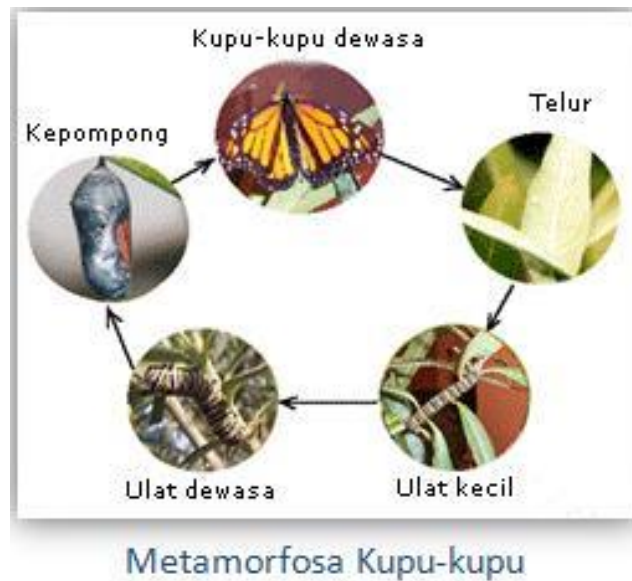 Kupu-kupu dewasa
Telur
Kepompong
Ulat dewasa
Ulat kecil
Metamorfosa Kupu-kupu